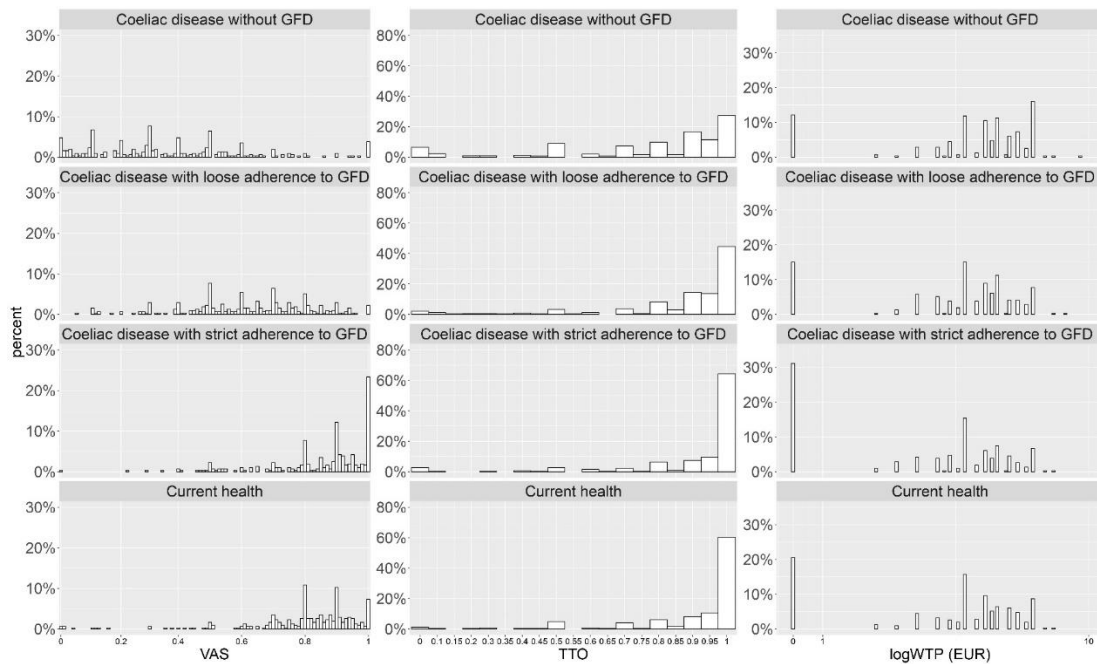 Coeliac disease without GFD Coeliac disease without GFD Coeliac disease without GFD
30% 80% 30%
20% 60% 20%
10% 40% 10%
0% 20% 0%
0%
Coeliac disease with loose adherence to GFD Coeliac disease with loose adherence to GFD Coeliac disease with loose adherence to GFD
30% 80% 30%
20% 60% 20%
10% 40% 10%
0% 20% 0%
0%
percent
Coeliac disease with strict adherence to GFD Coeliac disease with strict adherence to GFD Coeliac disease with strict adherence to GFD
30% 80% 30%
20% 60% 20%
10% 40% 10%
0% 20% 0%
0%
Current health Current health Current health
30% 80% 30%
20% 60% 20%
10% 40% 10%
0% 20% 0%
0%
0 0.2 0.4 0.6 0.8 1 0 0.1 0.15 0.2 0.3 0.35 0.4 0.45 0.5 0.55 0.6 0.65 0.7 0.75 0.8 0.85 0.9 0.95 1 0 1 10
VAS TTO logWTP (EUR)